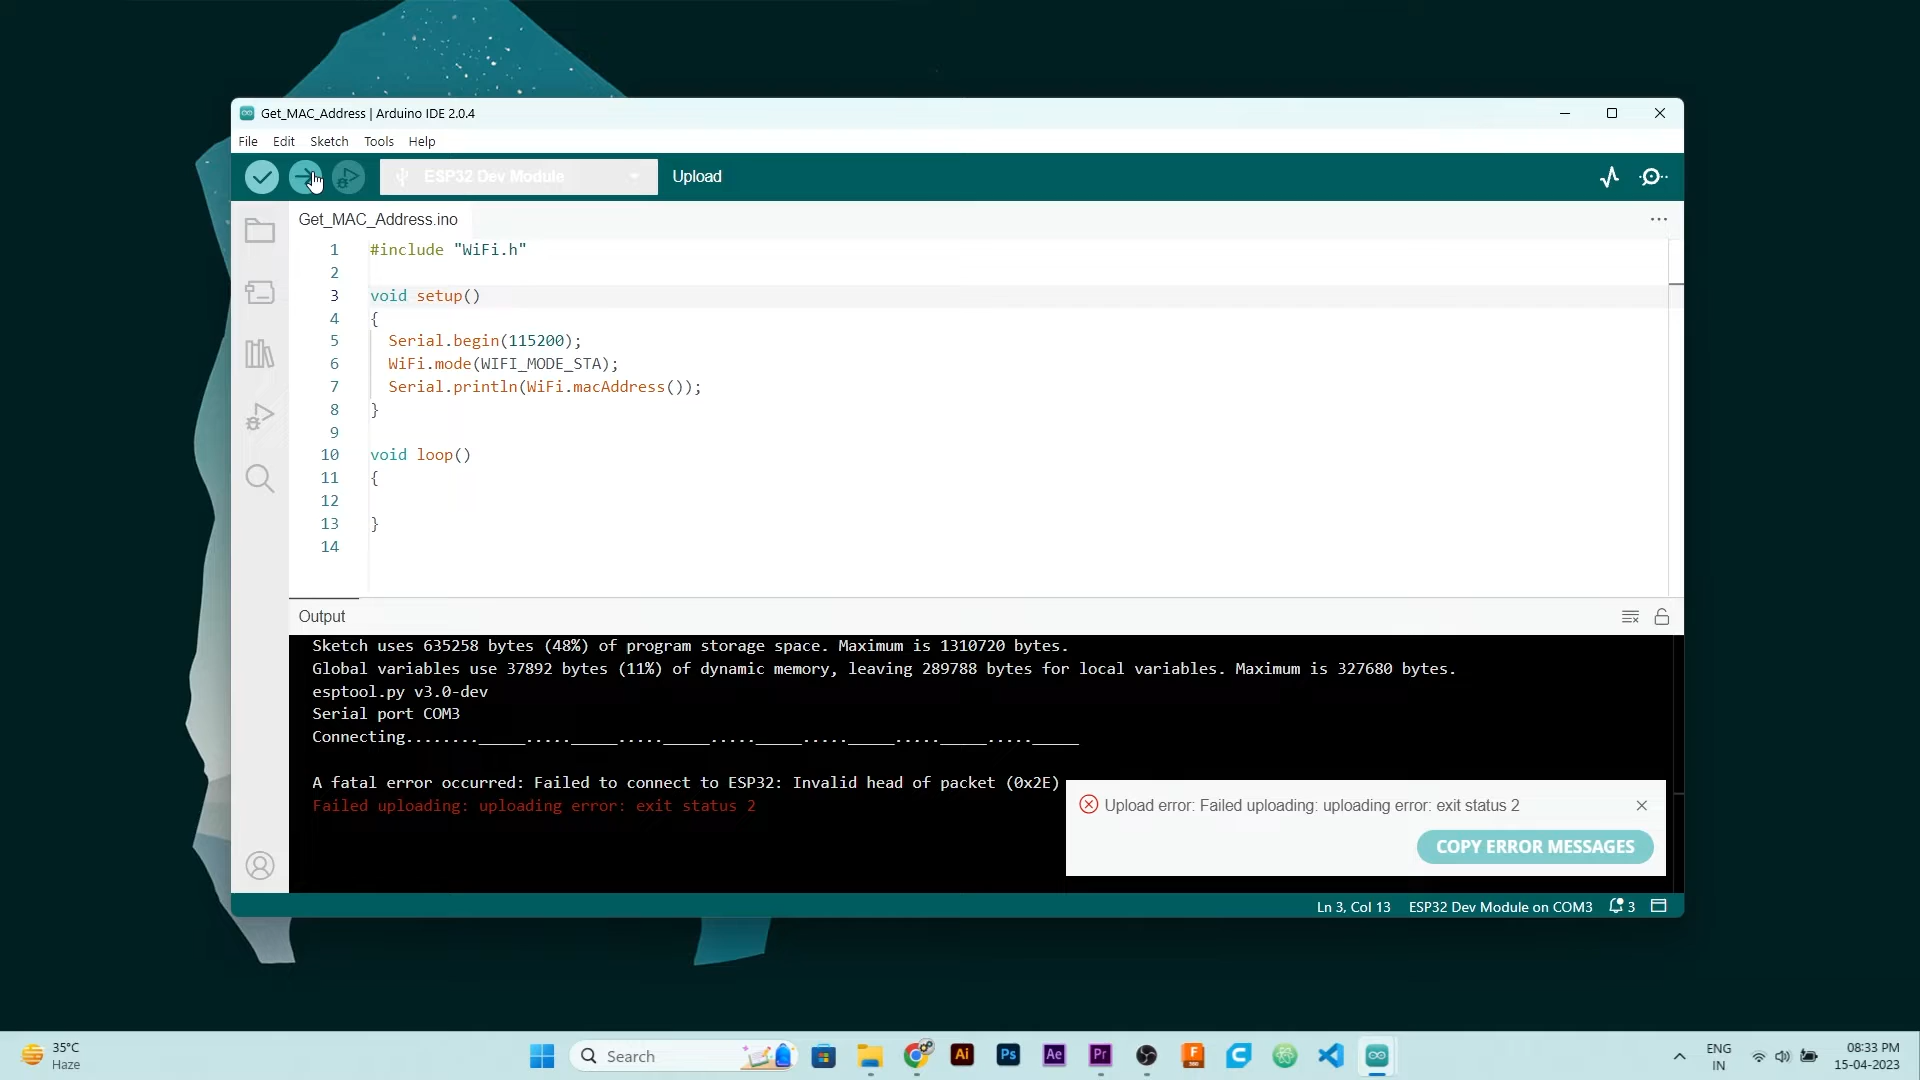 Get_MAC_Address | Arduino IDE 2.0.4
File Edit Sketch Tools Help
ESP32 Dev Module
Upload
Get_MAC_Address.ino
1 #include "WiFi.h"
2
3 void setup()
4 {
5 Serial.begin(115200);
6 WiFi.mode(WIFI_MODE_STA);
7 Serial.println(WiFi.macAddress());
8 }
9
10 void loop()
11 {
12
13 }
14
Output
Sketch uses 635258 bytes (48%) of program storage space. Maximum is 1310720 bytes.
Global variables use 37892 bytes (11%) of dynamic memory, leaving 289788 bytes for local variables. Maximum is 327680 bytes.
esptool.py v3.0-dev
Serial port COM3
Connecting........_____....._____....._____....._____....._____....._____....._____
A fatal error occurred: Failed to connect to ESP32: Invalid head of packet (0x2E)
Failed uploading: uploading error: exit status 2
Upload error: Failed uploading: uploading error: exit status 2
COPY ERROR MESSAGES
Ln 3, Col 13 ESP32 Dev Module on COM3 3
35°C
Haze
Search
Ai
Ps
Ae
Pr
ENG
IN
08:33 PM
15-04-2023